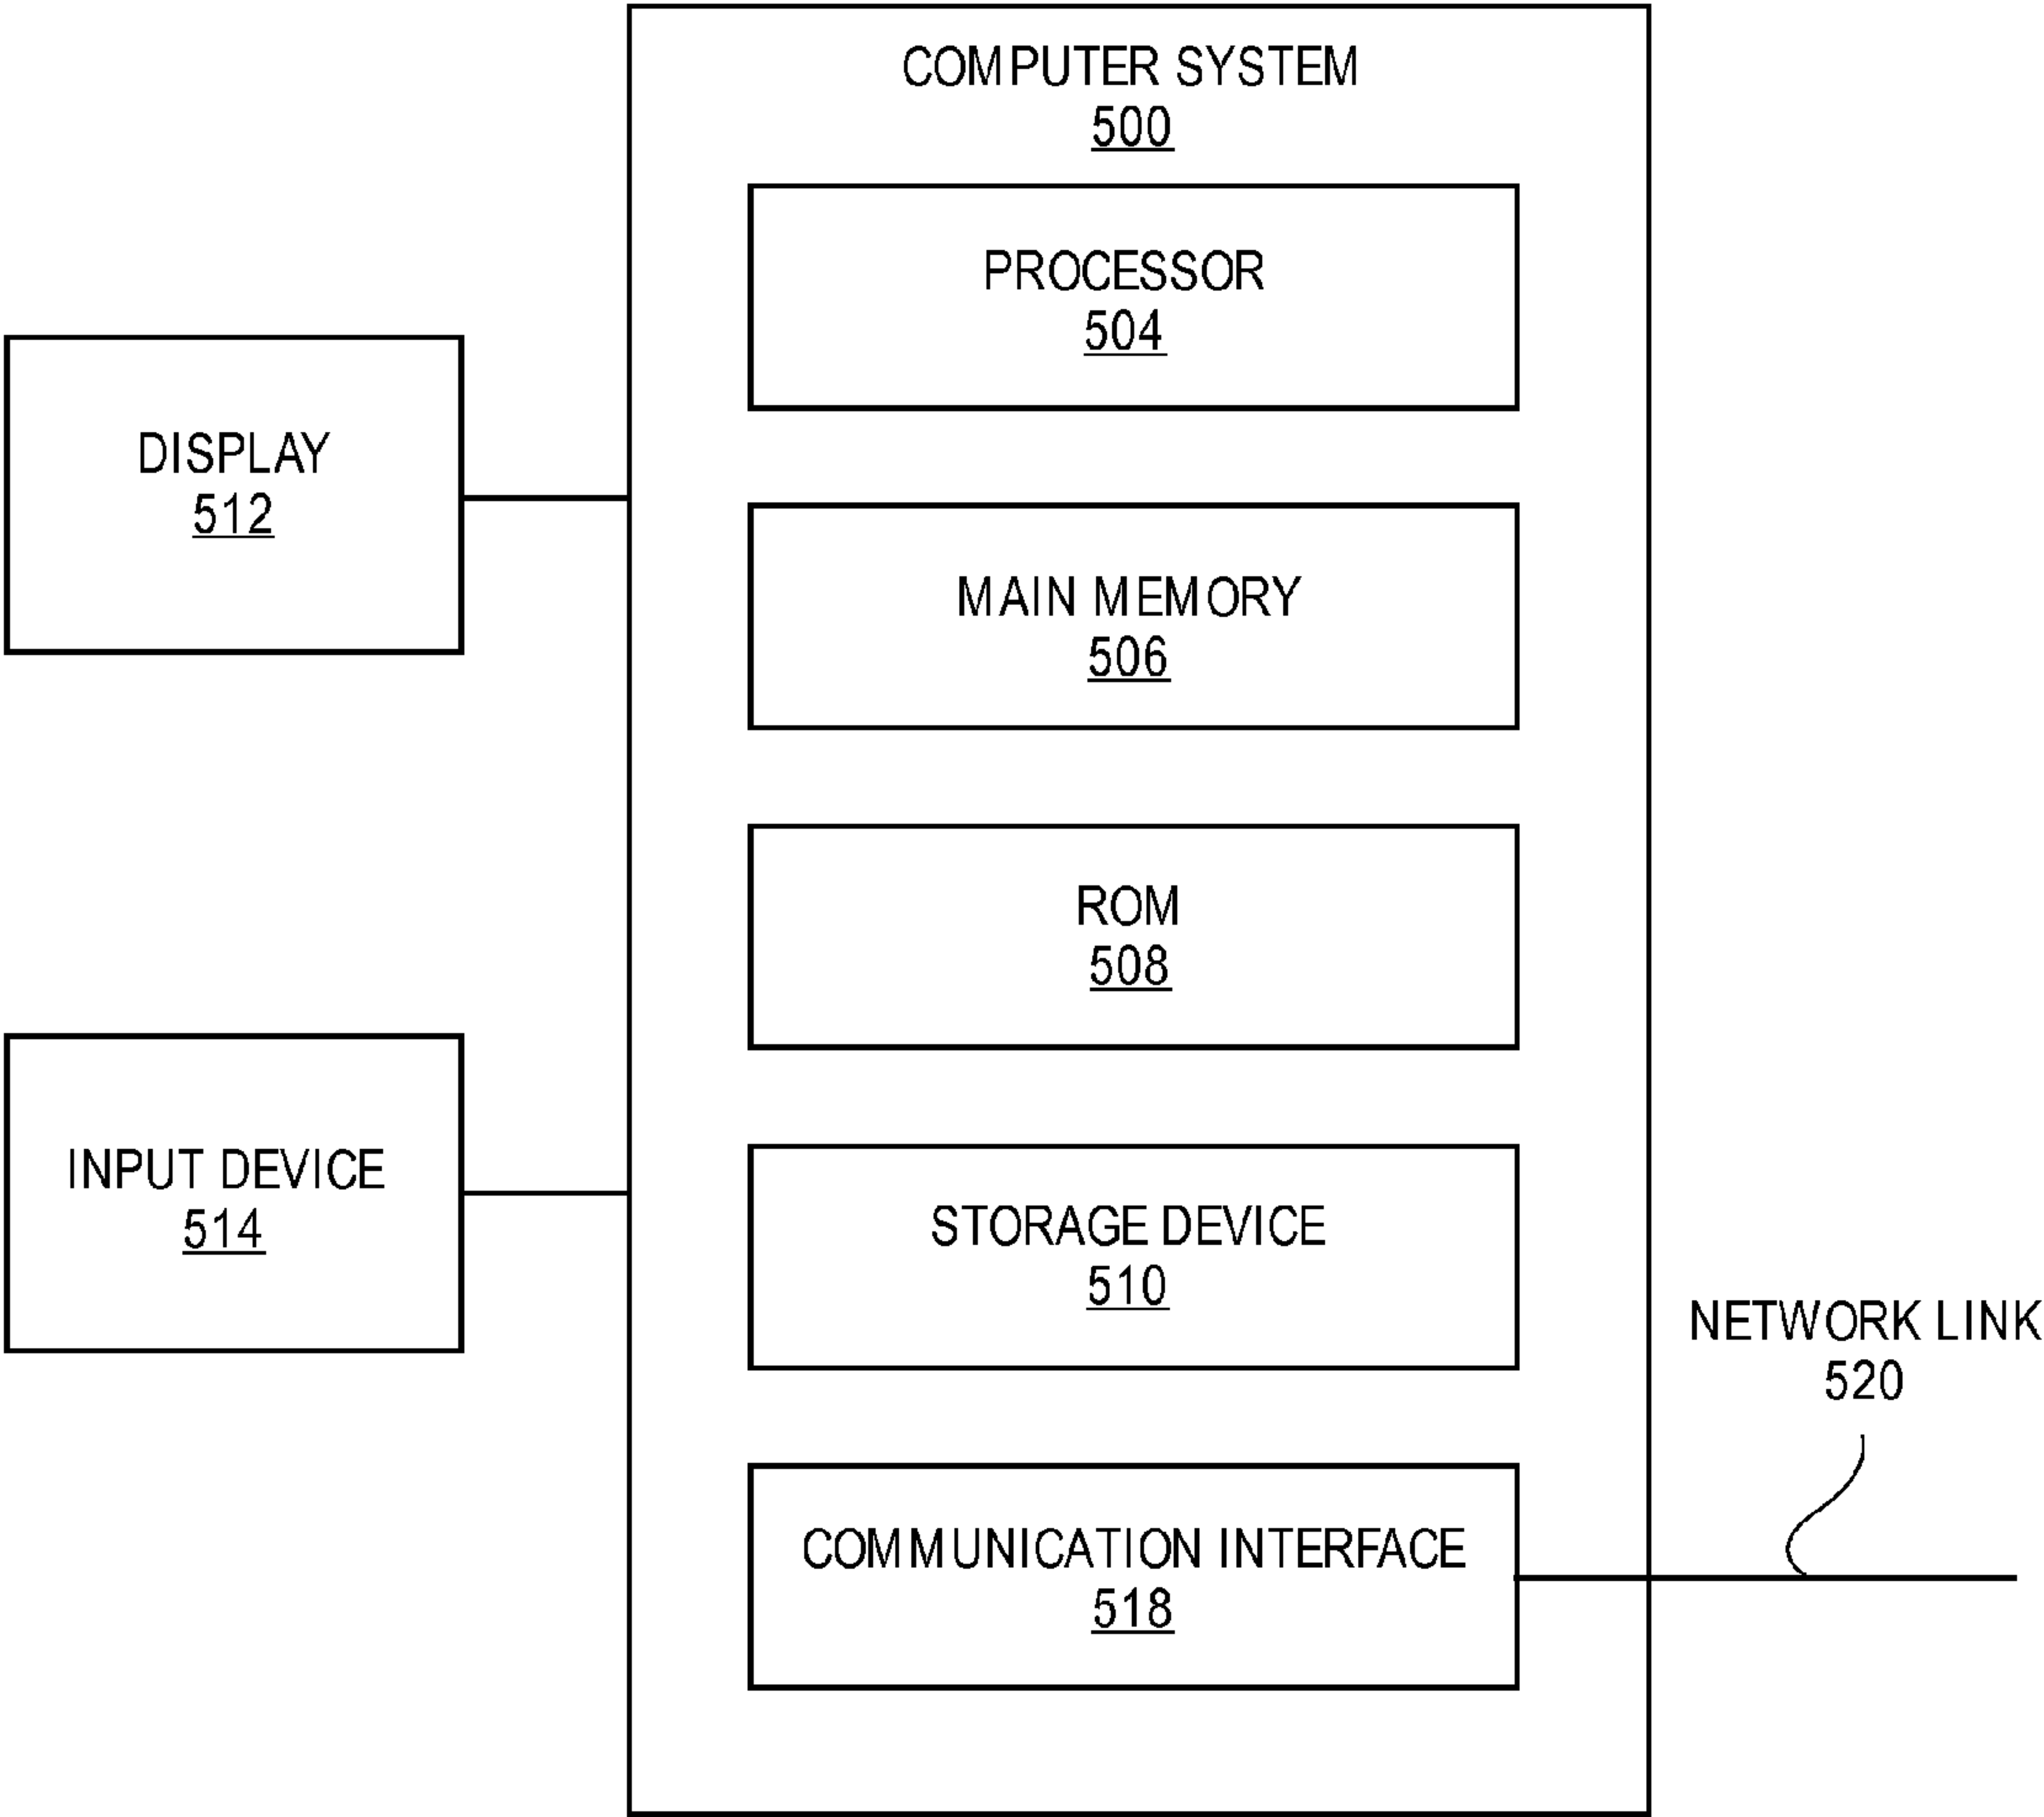 COMPUTER SYSTEM
500
PROCESSOR
504
DISPLAY
512
MAIN MEMORY
506
ROM
508
INPUT DEVICE
514
STORAGE DEVICE
510
NETWORK LINK
520
COMMUNICATION INTERFACE
518